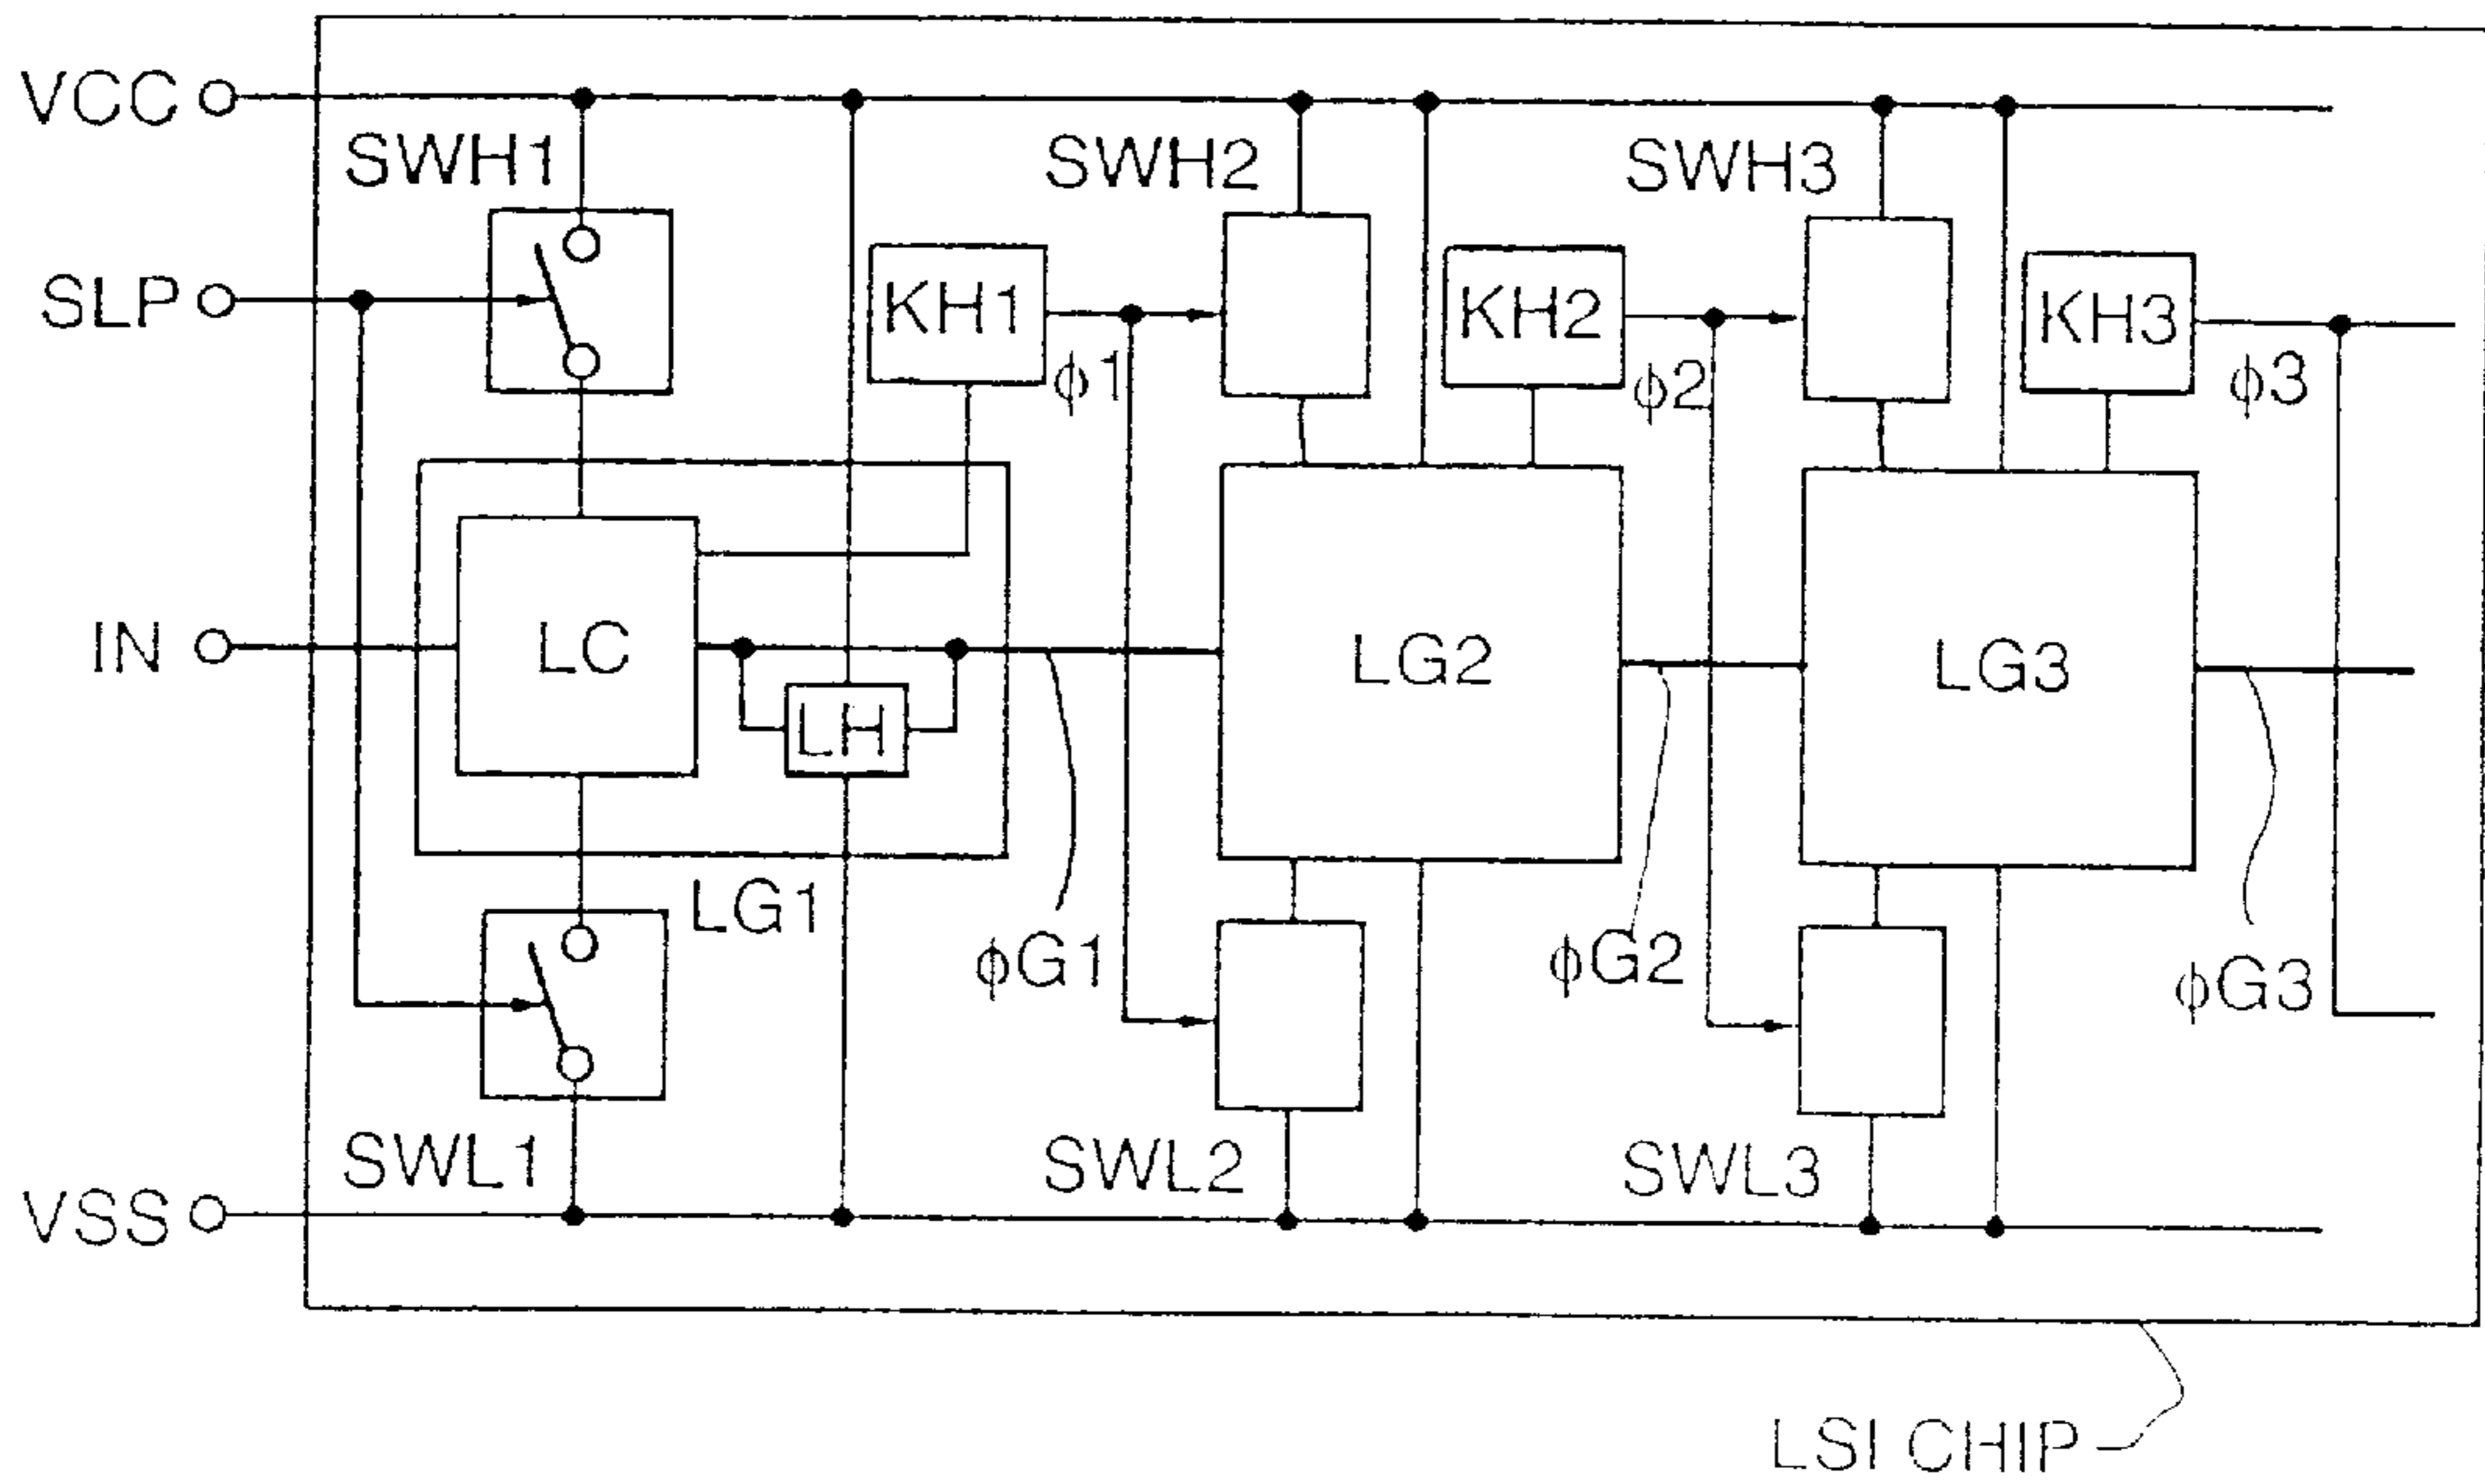 VCC
SWH1
SWH2
SWH3
SLP
KH1
KH2
KH3
ϕ1
ϕ2
ϕ3
IN
LC
LG2
LG3
LH
LG1
ϕG1
ϕG2
ϕG3
SWL1
SWL2
SWL3
VSS
LSI CHIP